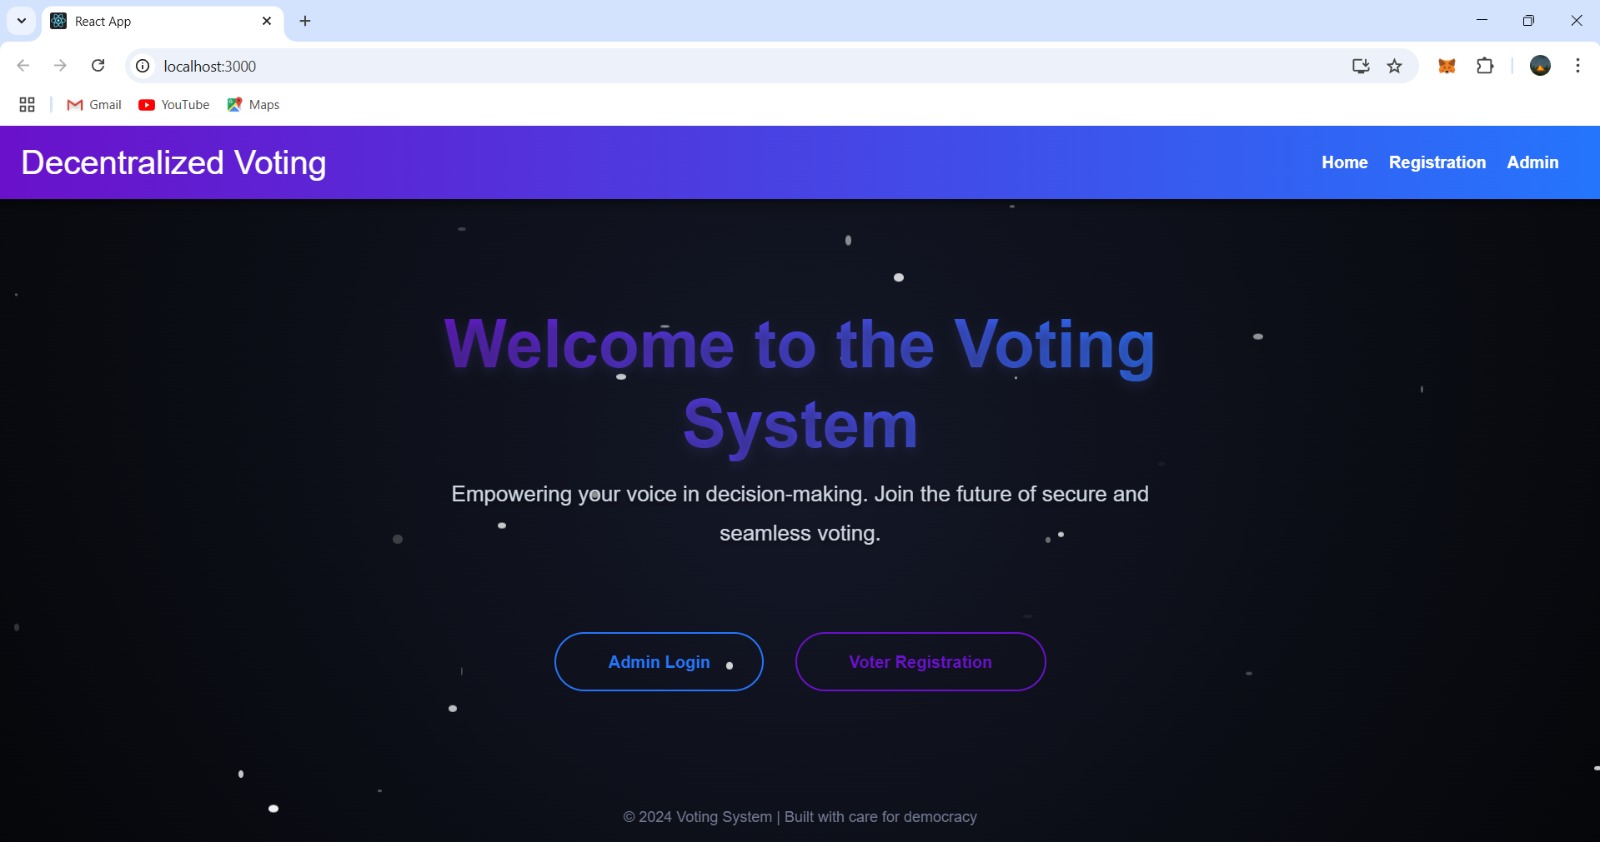 React App
localhost:3000
Gmail YouTube Maps
Decentralized Voting Home Registration Admin
Welcome to the Voting
System
Empowering your voice in decision-making. Join the future of secure and
seamless voting.
Admin Login Voter Registration
© 2024 Voting System | Built with care for democracy